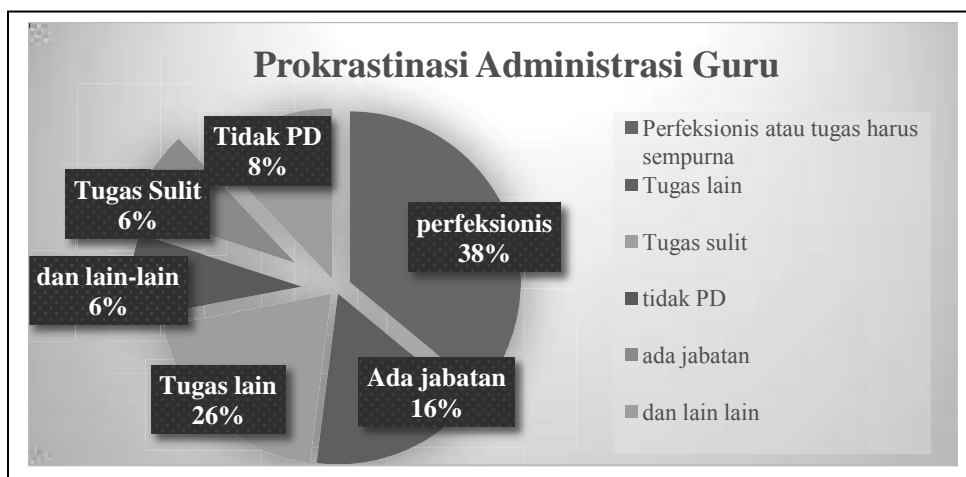 Prokrastinasi Administrasi Guru
Tidak PD
8%
Tugas Sulit
6%
dan lain-lain
6%
Tugas lain
26%
Ada jabatan
16%
perfeksionis
38%
Perfeksionis atau tugas harus
sempurna
Tugas lain
Tugas sulit
tidak PD
ada jabatan
dan lain lain